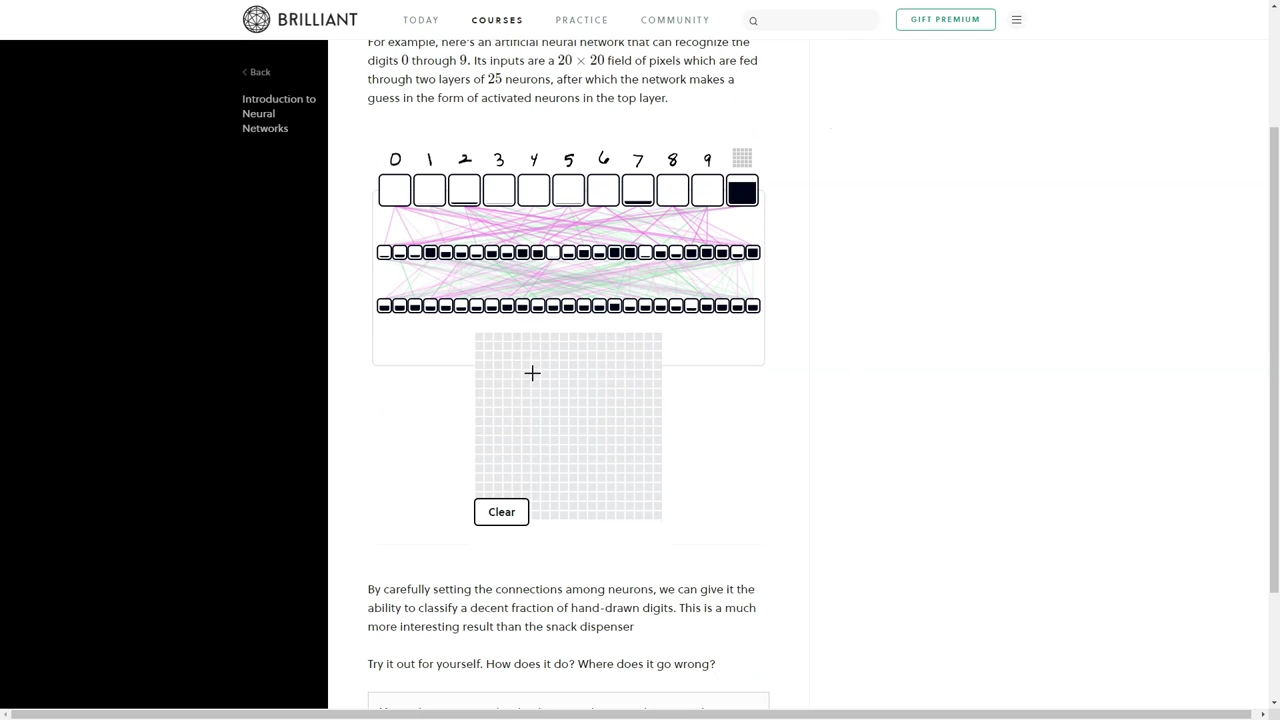 BRILLIANT
TODAY
COURSES
PRACTICE
COMMUNITY
GIFT PREMIUM
Back
Introduction to
Neural
Networks
For example, here's an artificial neural network that can recognize the
digits 0 through 9. Its inputs are a 20 × 20 field of pixels which are fed
through two layers of 25 neurons, after which the network makes a
guess in the form of activated neurons in the top layer.
0 1 2 3 4 5 6 7 8 9
Clear
By carefully setting the connections among neurons, we can give it the
ability to classify a decent fraction of hand-drawn digits. This is a much
more interesting result than the snack dispenser
Try it out for yourself. How does it do? Where does it go wrong?